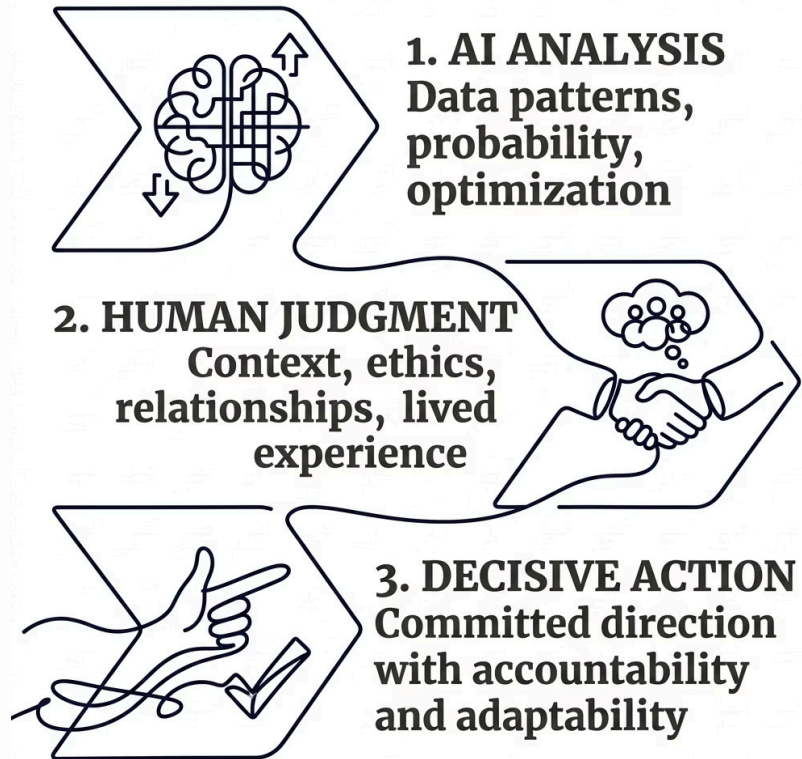 1. AI ANALYSIS
Data patterns,
probability,
optimization
2. HUMAN JUDGMENT
Context, ethics,
relationships, lived
experience
3. DECISIVE ACTION
Committed direction
with accountability
and adaptability